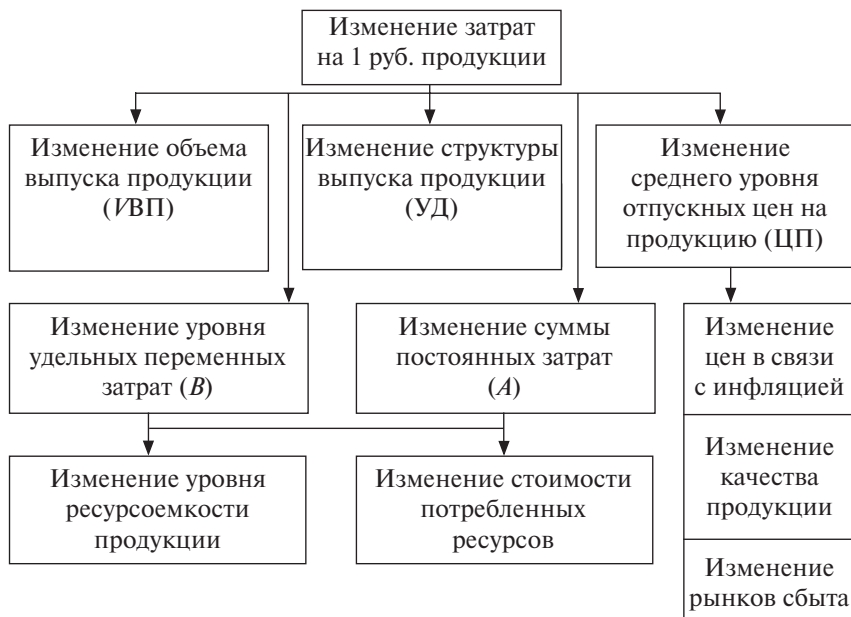 Изменение затрат
на 1 руб. продукции
Изменение объема
выпуска продукции
(VВП)
Изменение структуры
выпуска продукции
(УД)
Изменение
среднего уровня
отпускных цен на
продукцию (ЦП)
Изменение уровня
удельных переменных
затрат (В)
Изменение суммы
постоянных затрат
(А)
Изменение
цен в связи
с инфляцией
Изменение уровня
ресурсоемкости
продукции
Изменение стоимости
потребленных
ресурсов
Изменение
качества
продукции
Изменение
рынков сбыта